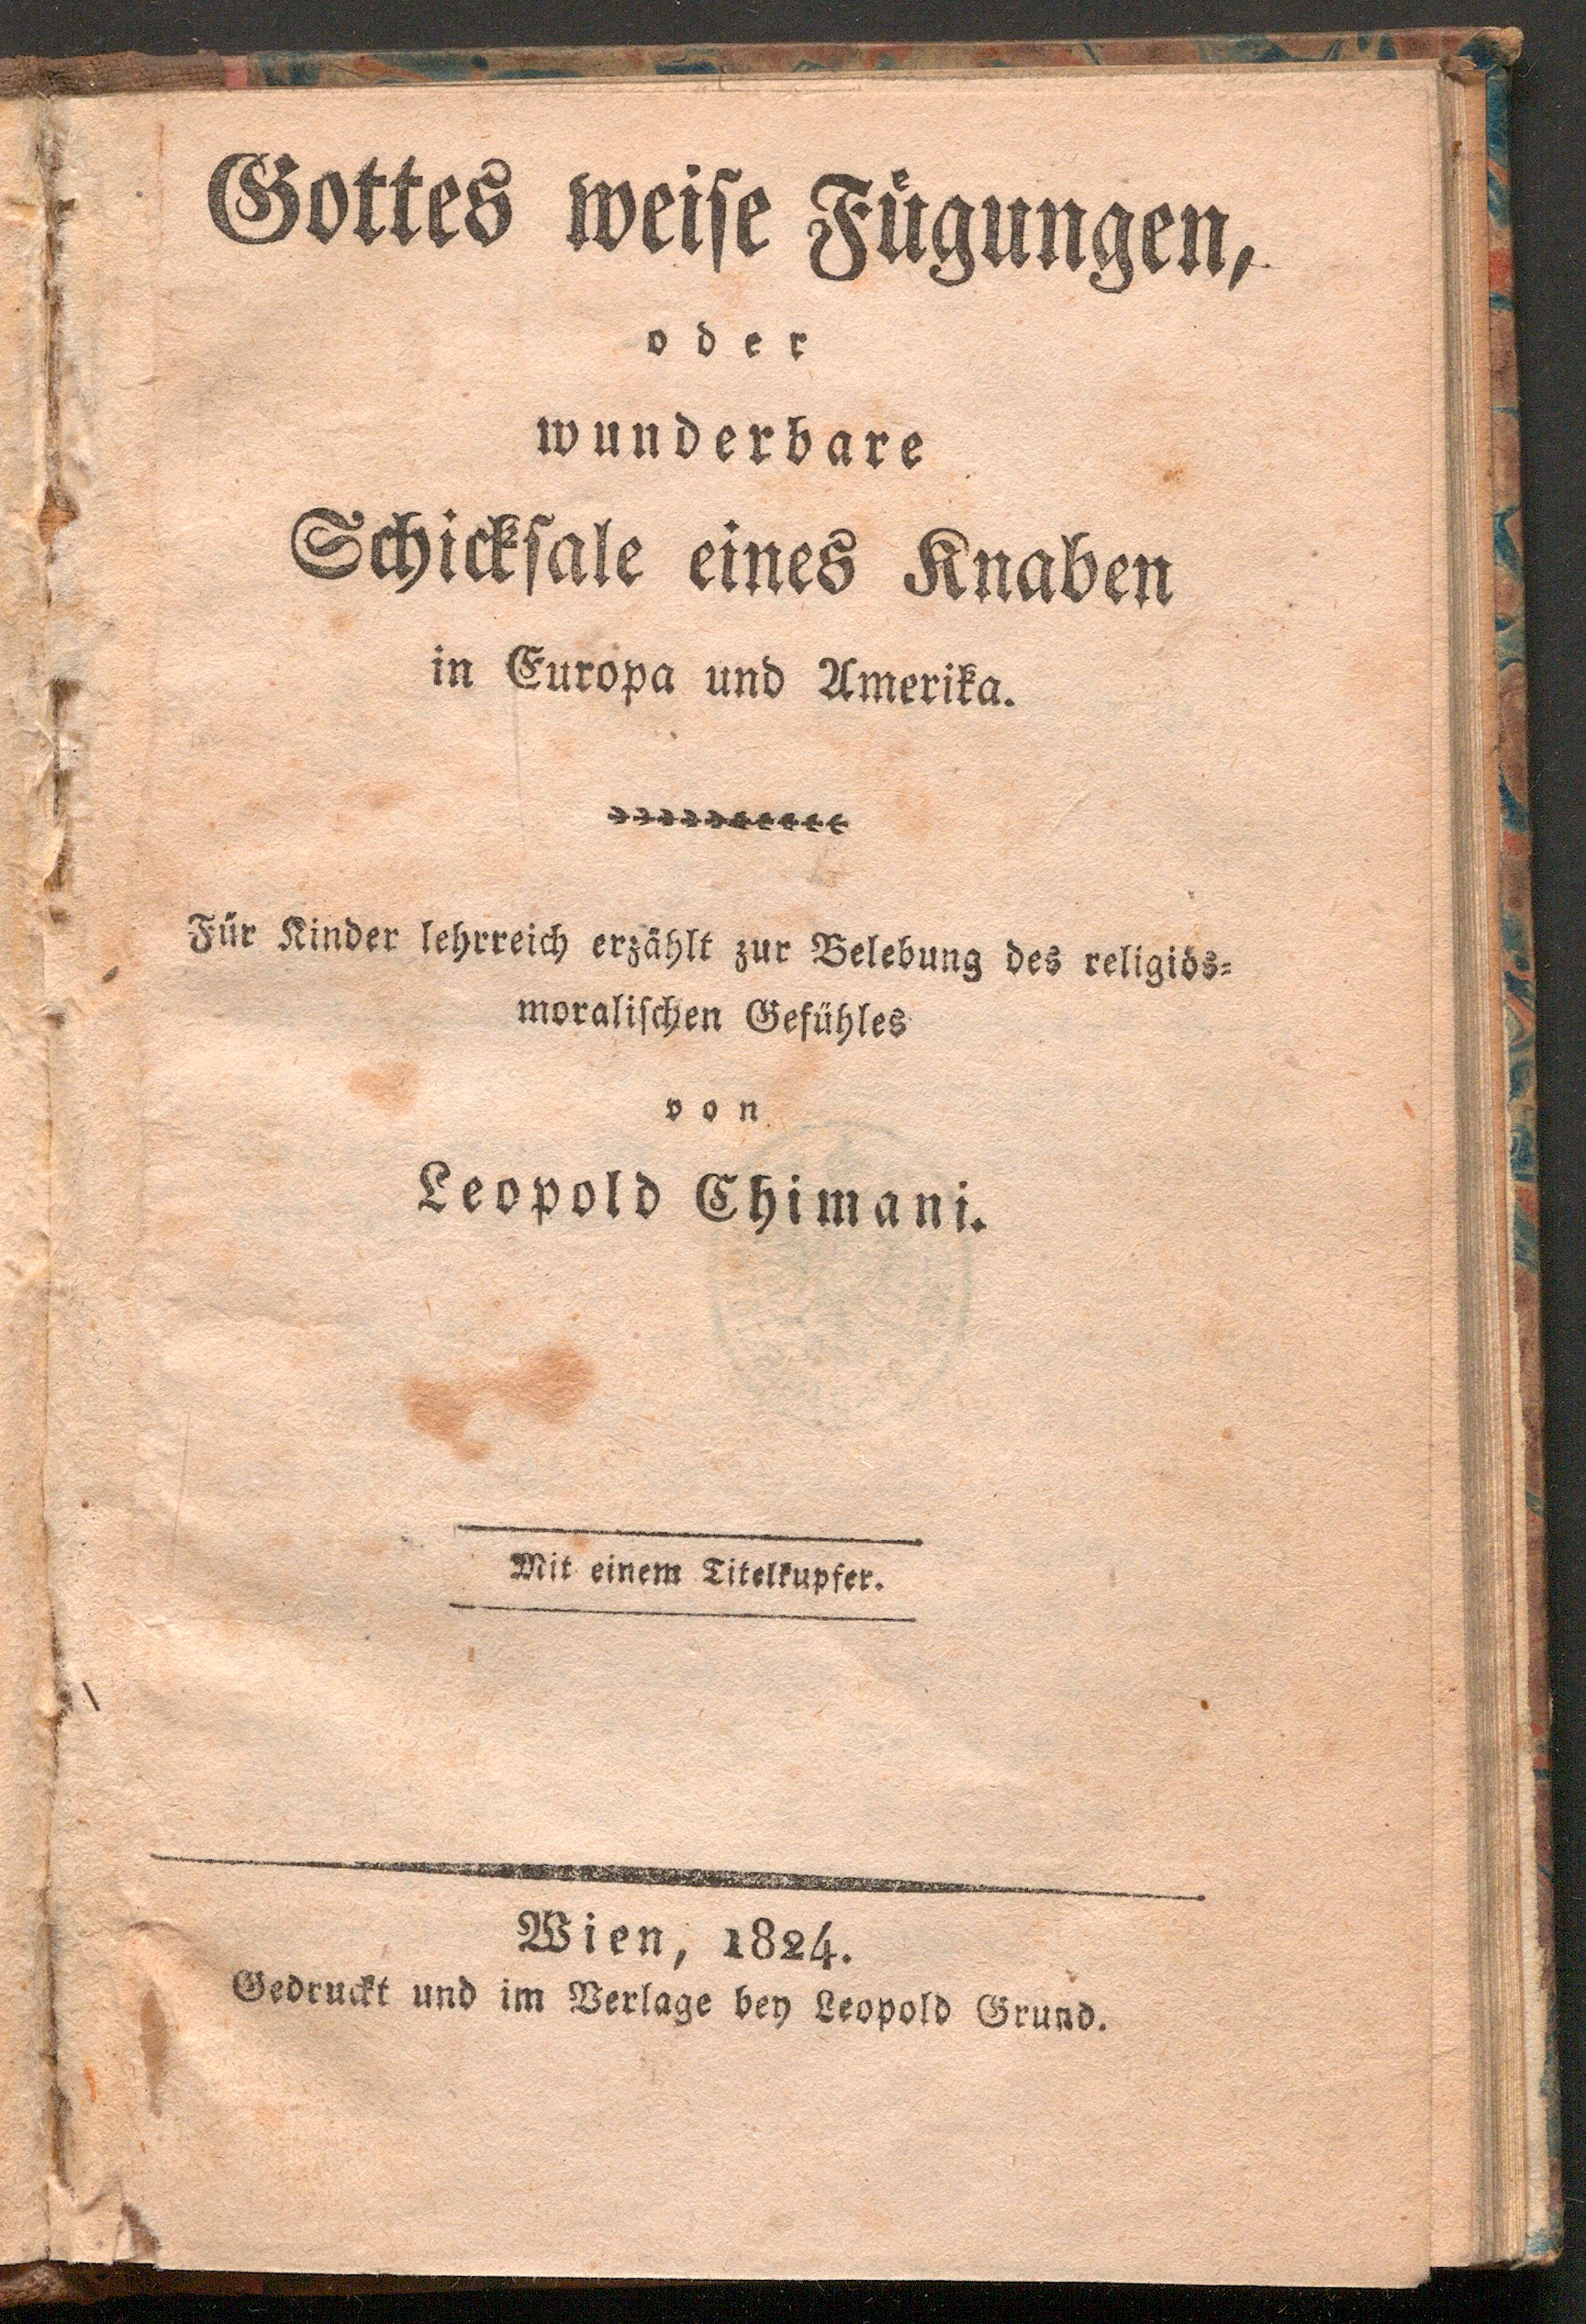 Gottes weise Fügungen,
oder
wunderbare
Schicksale eines Knaben
in Europa und Amerika.
Für Kinder lehrreich erzählt zur Belebung des religiös-
moralischen Gefühles
von
Leopold Chimani.
Mit einem Titelkupfer.
Wien, 1824.
Gedruckt und im Verlage bey Leopold Grund.